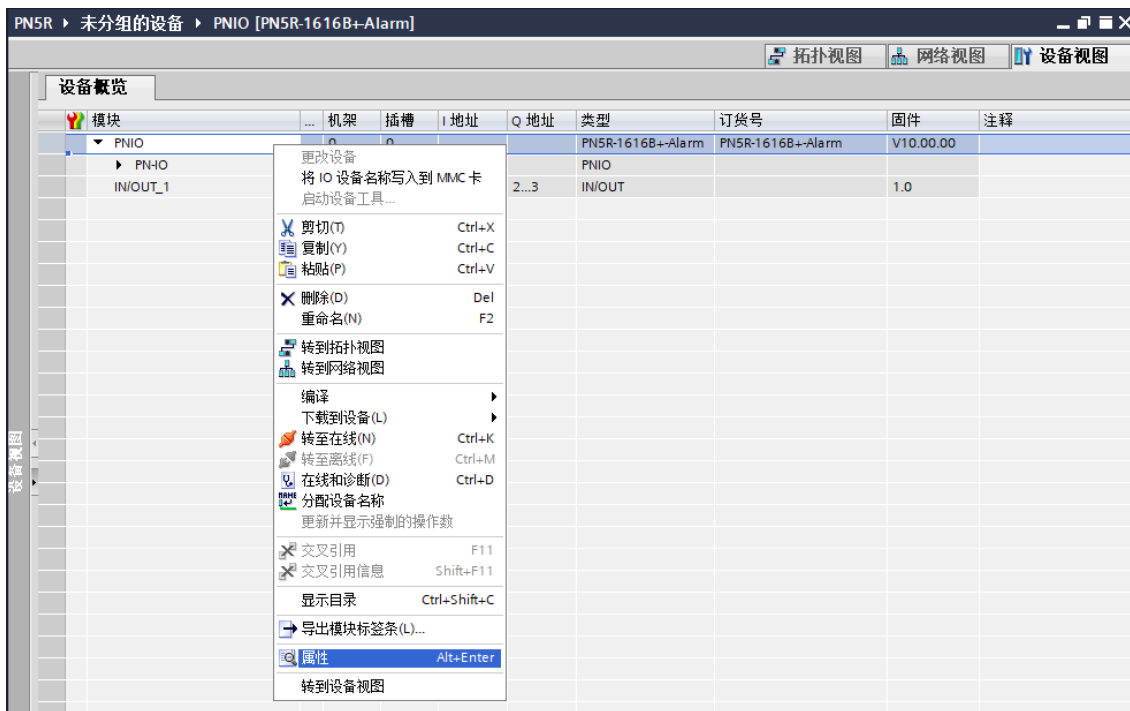 PN5R ▸ 未分组的设备 ▸ PNIO [PN5R-1616B+-Alarm]
拓扑视图 网络视图 设备视图
设备概览
模块 ... 机架 插槽 I 地址 Q 地址 类型 订货号 固件 注释
PNIO 0 0 PN5R-1616B+-Alarm PN5R-1616B+-Alarm V10.00.00
PN-IO PNIO
IN/OUT_1 2...3 IN/OUT 1.0
更改设备
将 IO 设备名称写入到 MMC 卡
启动设备工具...
剪切(T) Ctrl+X
复制(Y) Ctrl+C
粘贴(P) Ctrl+V
删除(D) Del
重命名(N) F2
转到拓扑视图
转到网络视图
编译
下载到设备(L)
转至在线(N) Ctrl+K
转至离线(F) Ctrl+M
在线和诊断(D) Ctrl+D
分配设备名称
更新并显示强制的操作数
交叉引用 F11
交叉引用信息 Shift+F11
显示目录 Ctrl+Shift+C
导出模块标签条(L)...
属性 Alt+Enter
转到设备视图
设备视图